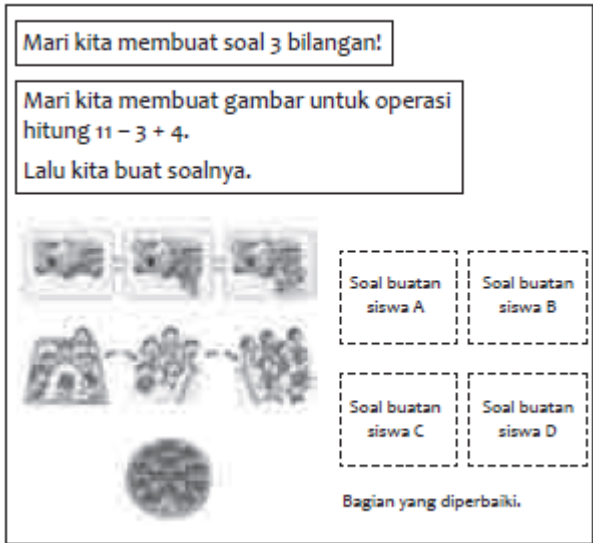 Mari kita membuat soal 3 bilangan!
Mari kita membuat gambar untuk operasi
hitung 11 – 3 + 4.
Lalu kita buat soalnya.
Soal buatan
siswa A
Soal buatan
siswa B
Soal buatan
siswa C
Soal buatan
siswa D
Bagian yang diperbaiki.